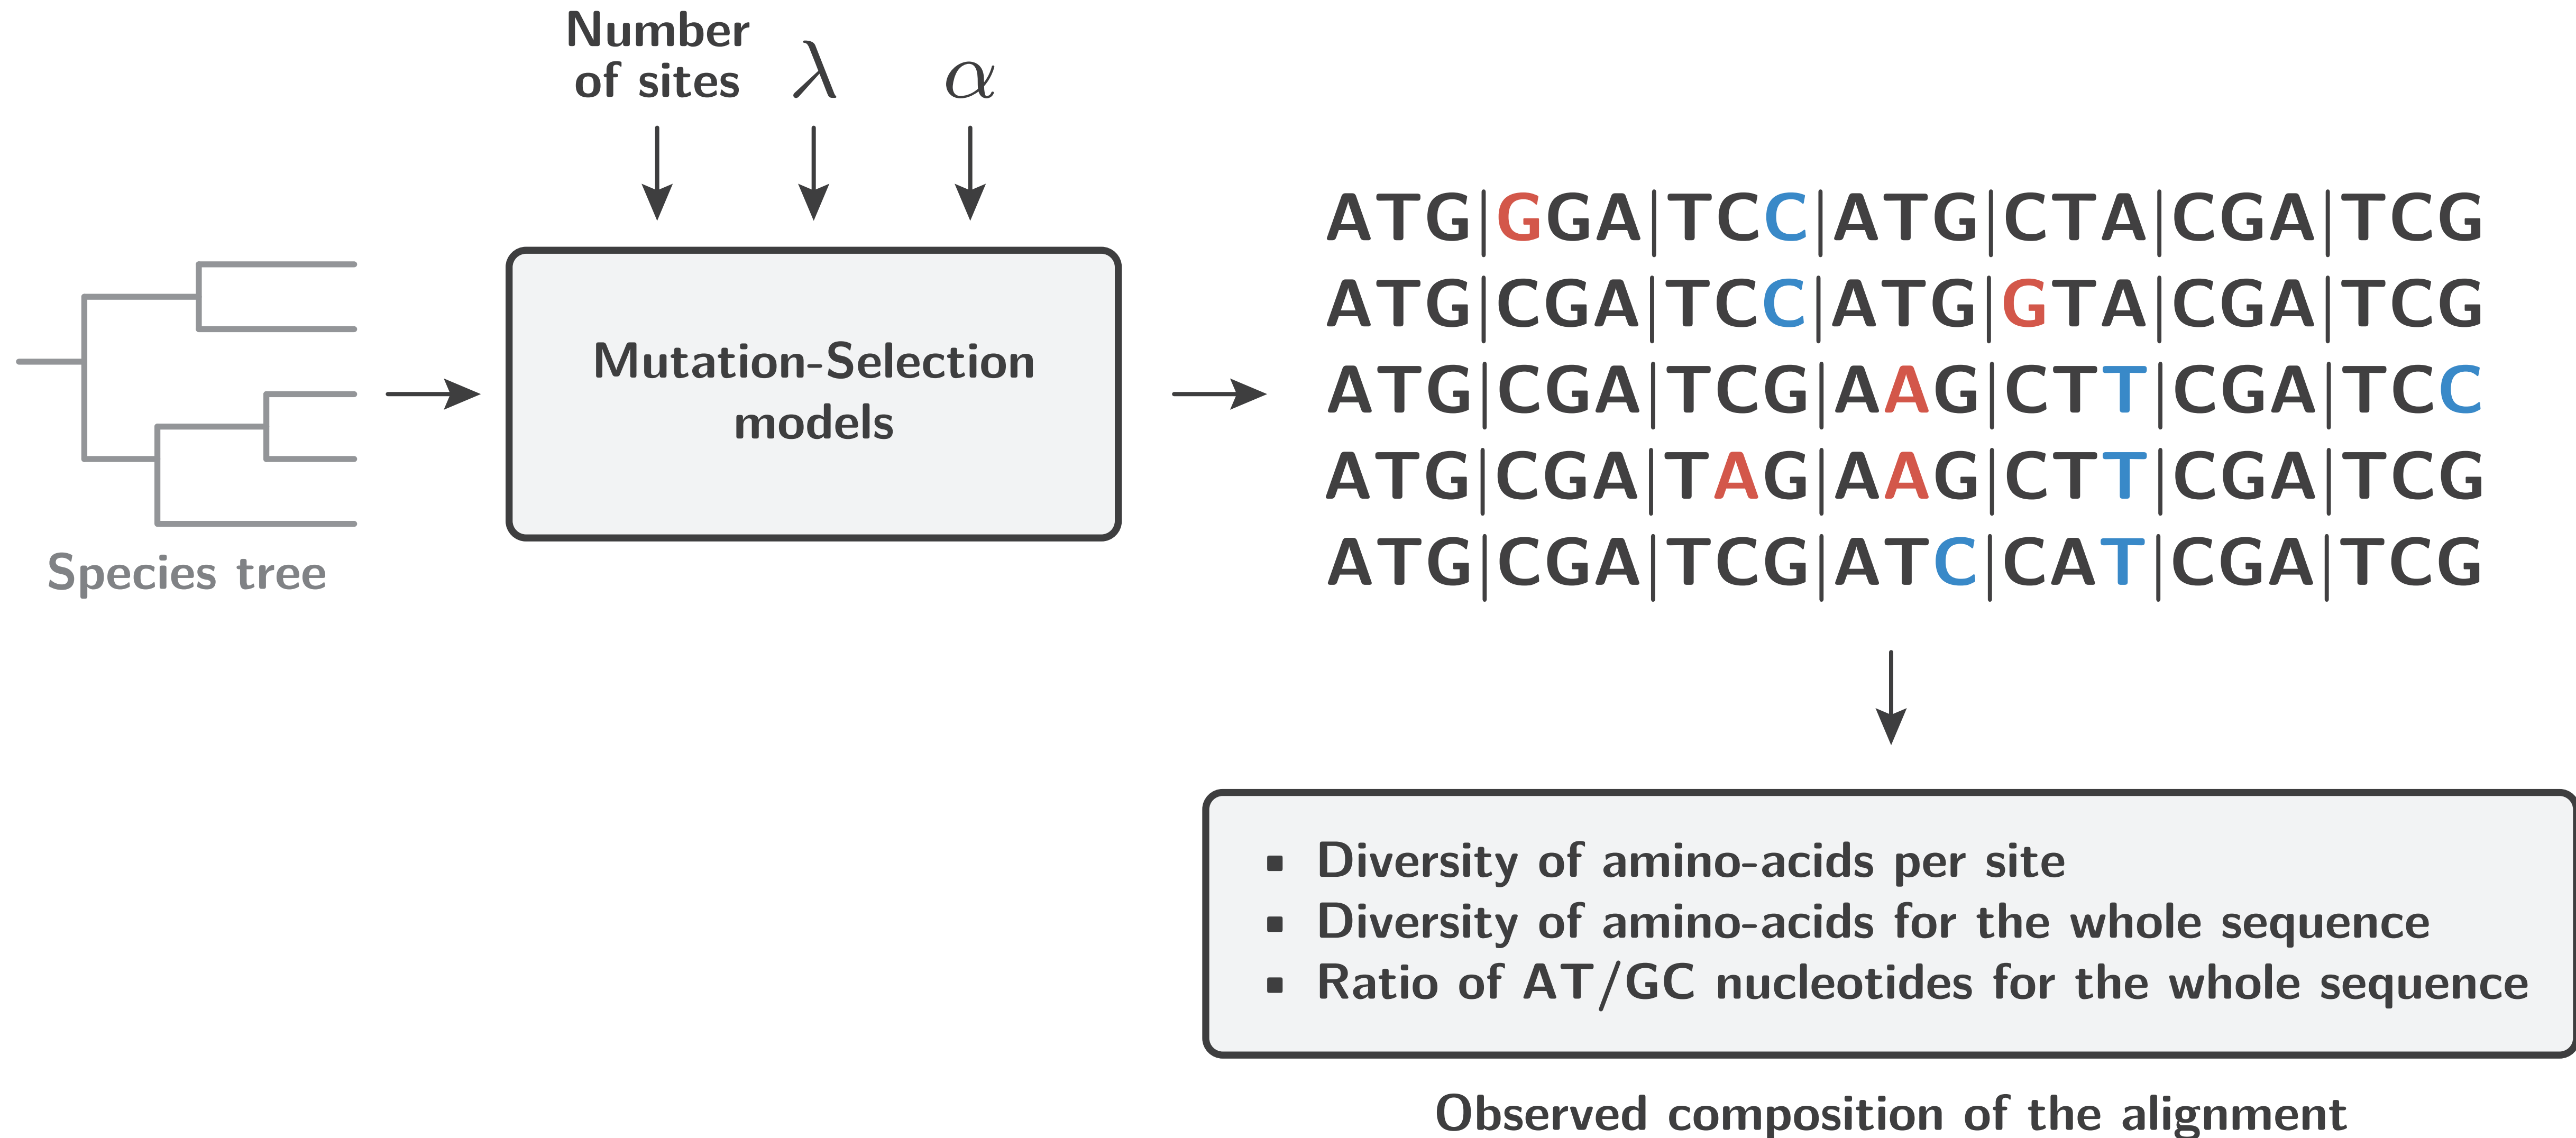 Number
of sites
λ
α
Species tree
Mutation-Selection
models
ATG|GGA|TCC|ATG|CTA|CGA|TCG
ATG|CGA|TCC|ATG|GTA|CGA|TCG
ATG|CGA|TCG|AAG|CTT|CGA|TCC
ATG|CGA|TAG|AAG|CTT|CGA|TCG
ATG|CGA|TCG|ATC|CAT|CGA|TCG
▪ Diversity of amino-acids per site
▪ Diversity of amino-acids for the whole sequence
▪ Ratio of AT/GC nucleotides for the whole sequence
Observed composition of the alignment